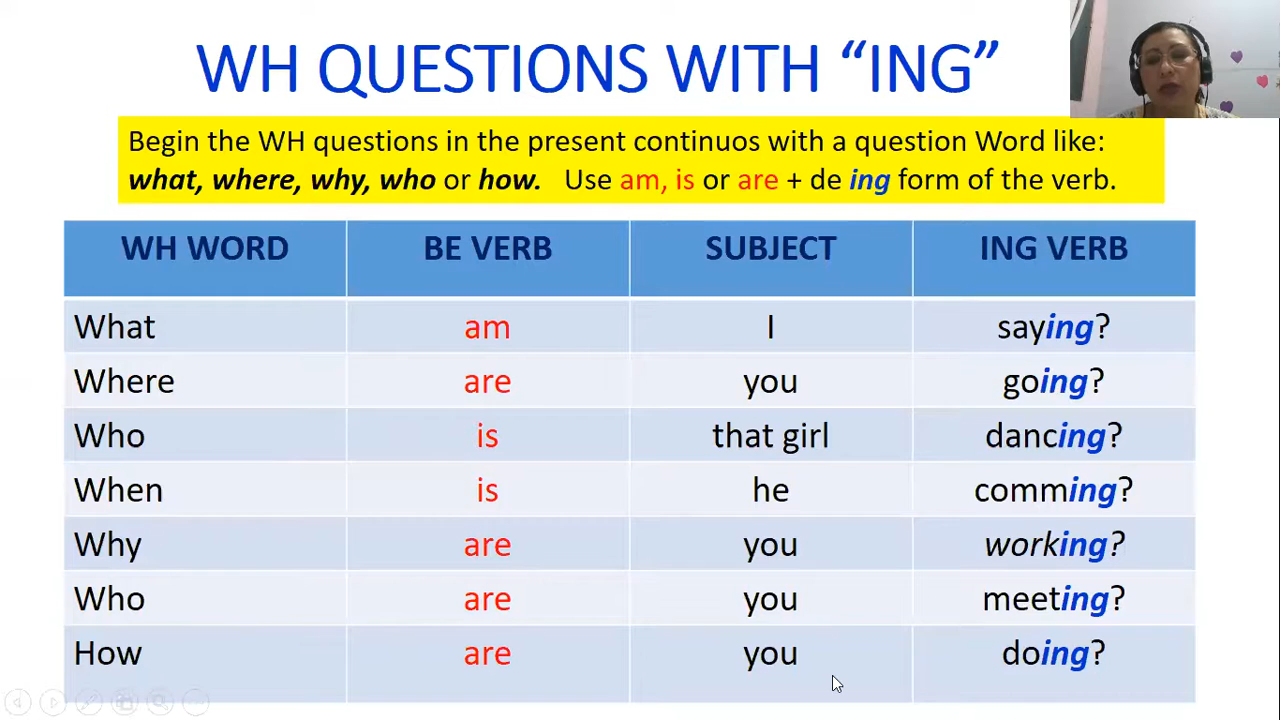 WH QUESTIONS WITH “ING”
Begin the WH questions in the present continuos with a question Word like:
what, where, why, who or how. Use am, is or are + de ing form of the verb.
WH WORD BE VERB SUBJECT ING VERB
What am I saying?
Where are you going?
Who is that girl dancing?
When is he comming?
Why are you working?
Who are you meeting?
How are you doing?